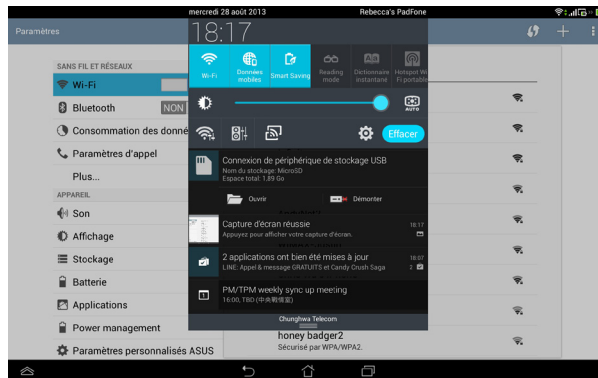 mercredi 28 août 2013
Rebecca's PadFone
Paramètres
18:17
SANS FIL ET RÉSEAUX
Wi-Fi
Bluetooth NON
Consommation des donné
Paramètres d'appel
Plus...
APPAREIL
Son
Affichage
Stockage
Batterie
Applications
Power management
Paramètres personnalisés ASUS
Wi-Fi
Données mobiles
Smart Saving
Reading mode
Dictionnaire instantané
Hotspot Wi
Fi portable
AUTO
Effacer
Connexion de périphérique de stockage USB
Nom du stockage: MicroSD
Espace total: 1,89 Go
Ouvrir
Démonter
Capture d'écran réussie 18:17
Appuyez pour afficher votre capture d'écran.
2 applications ont bien été mises à jour 18:07
LINE: Appel & message GRATUITS et Candy Crush Saga 2
PM/TPM weekly sync up meeting
16:00, TBD (中央戰情室)
Chunghwa Telecom
honey badger2
Sécurisé par WPA/WPA2.